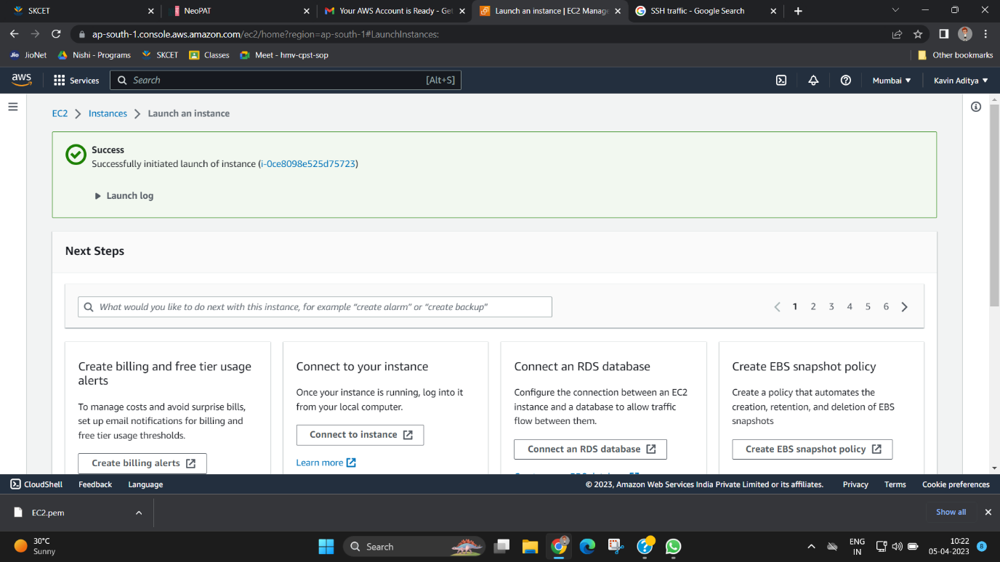 SKCET
NeoPAT
Your AWS Account is Ready - Get
Launch an instance | EC2 Manage
SSH traffic - Google Search
ap-south-1.console.aws.amazon.com/ec2/home?region=ap-south-1#LaunchInstances:
Jio JioNet
Nishi - Programs
SKCET
Classes
Meet - hmv-cpst-sop
Other bookmarks
aws
Services
Search
[Alt+S]
Mumbai
Kavin Aditya
EC2
Instances
Launch an instance
Success
Successfully initiated launch of instance (i-0ce8098e525d75723)
Launch log
Next Steps
What would you like to do next with this instance, for example "create alarm" or "create backup"
1 2 3 4 5 6
Create billing and free tier usage
alerts
To manage costs and avoid surprise bills,
set up email notifications for billing and
free tier usage thresholds.
Create billing alerts
Connect to your instance
Once your instance is running, log into it
from your local computer.
Connect to instance
Learn more
Connect an RDS database
Configure the connection between an EC2
instance and a database to allow traffic
flow between them.
Connect an RDS database
Create EBS snapshot policy
Create a policy that automates the
creation, retention, and deletion of EBS
snapshots
Create EBS snapshot policy
CloudShell
Feedback
Language
© 2023, Amazon Web Services India Private Limited or its affiliates.
Privacy
Terms
Cookie preferences
EC2.pem
Show all
30°C
Sunny
Search
ENG
IN
10:22
05-04-2023
8